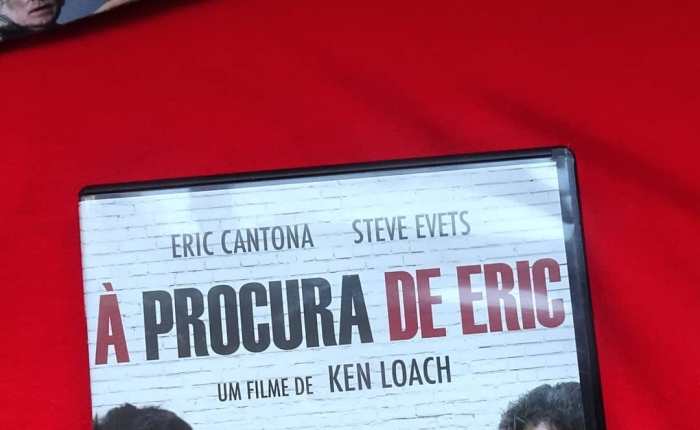 ERIC CANTONA STEVE EVETS
À PROCURA DE ERIC
UM FILME DE KEN LOACH